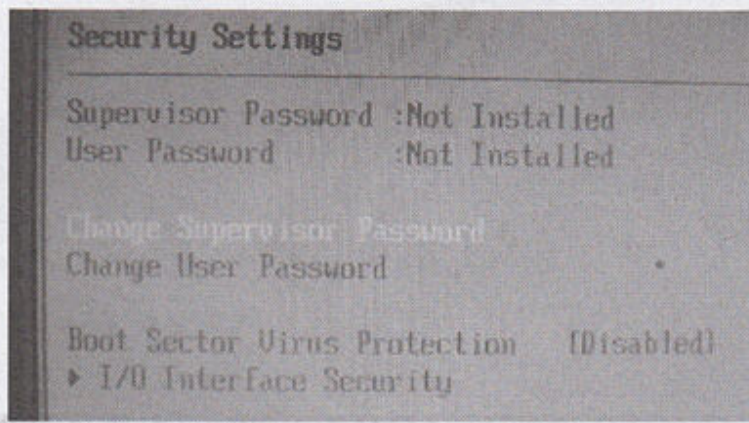 Security Settings
Supervisor Password :Not Installed
User Password :Not Installed
Change Supervisor Password
Change User Password
Boot Sector Virus Protection [Disabled]
▶ I/O Interface Security